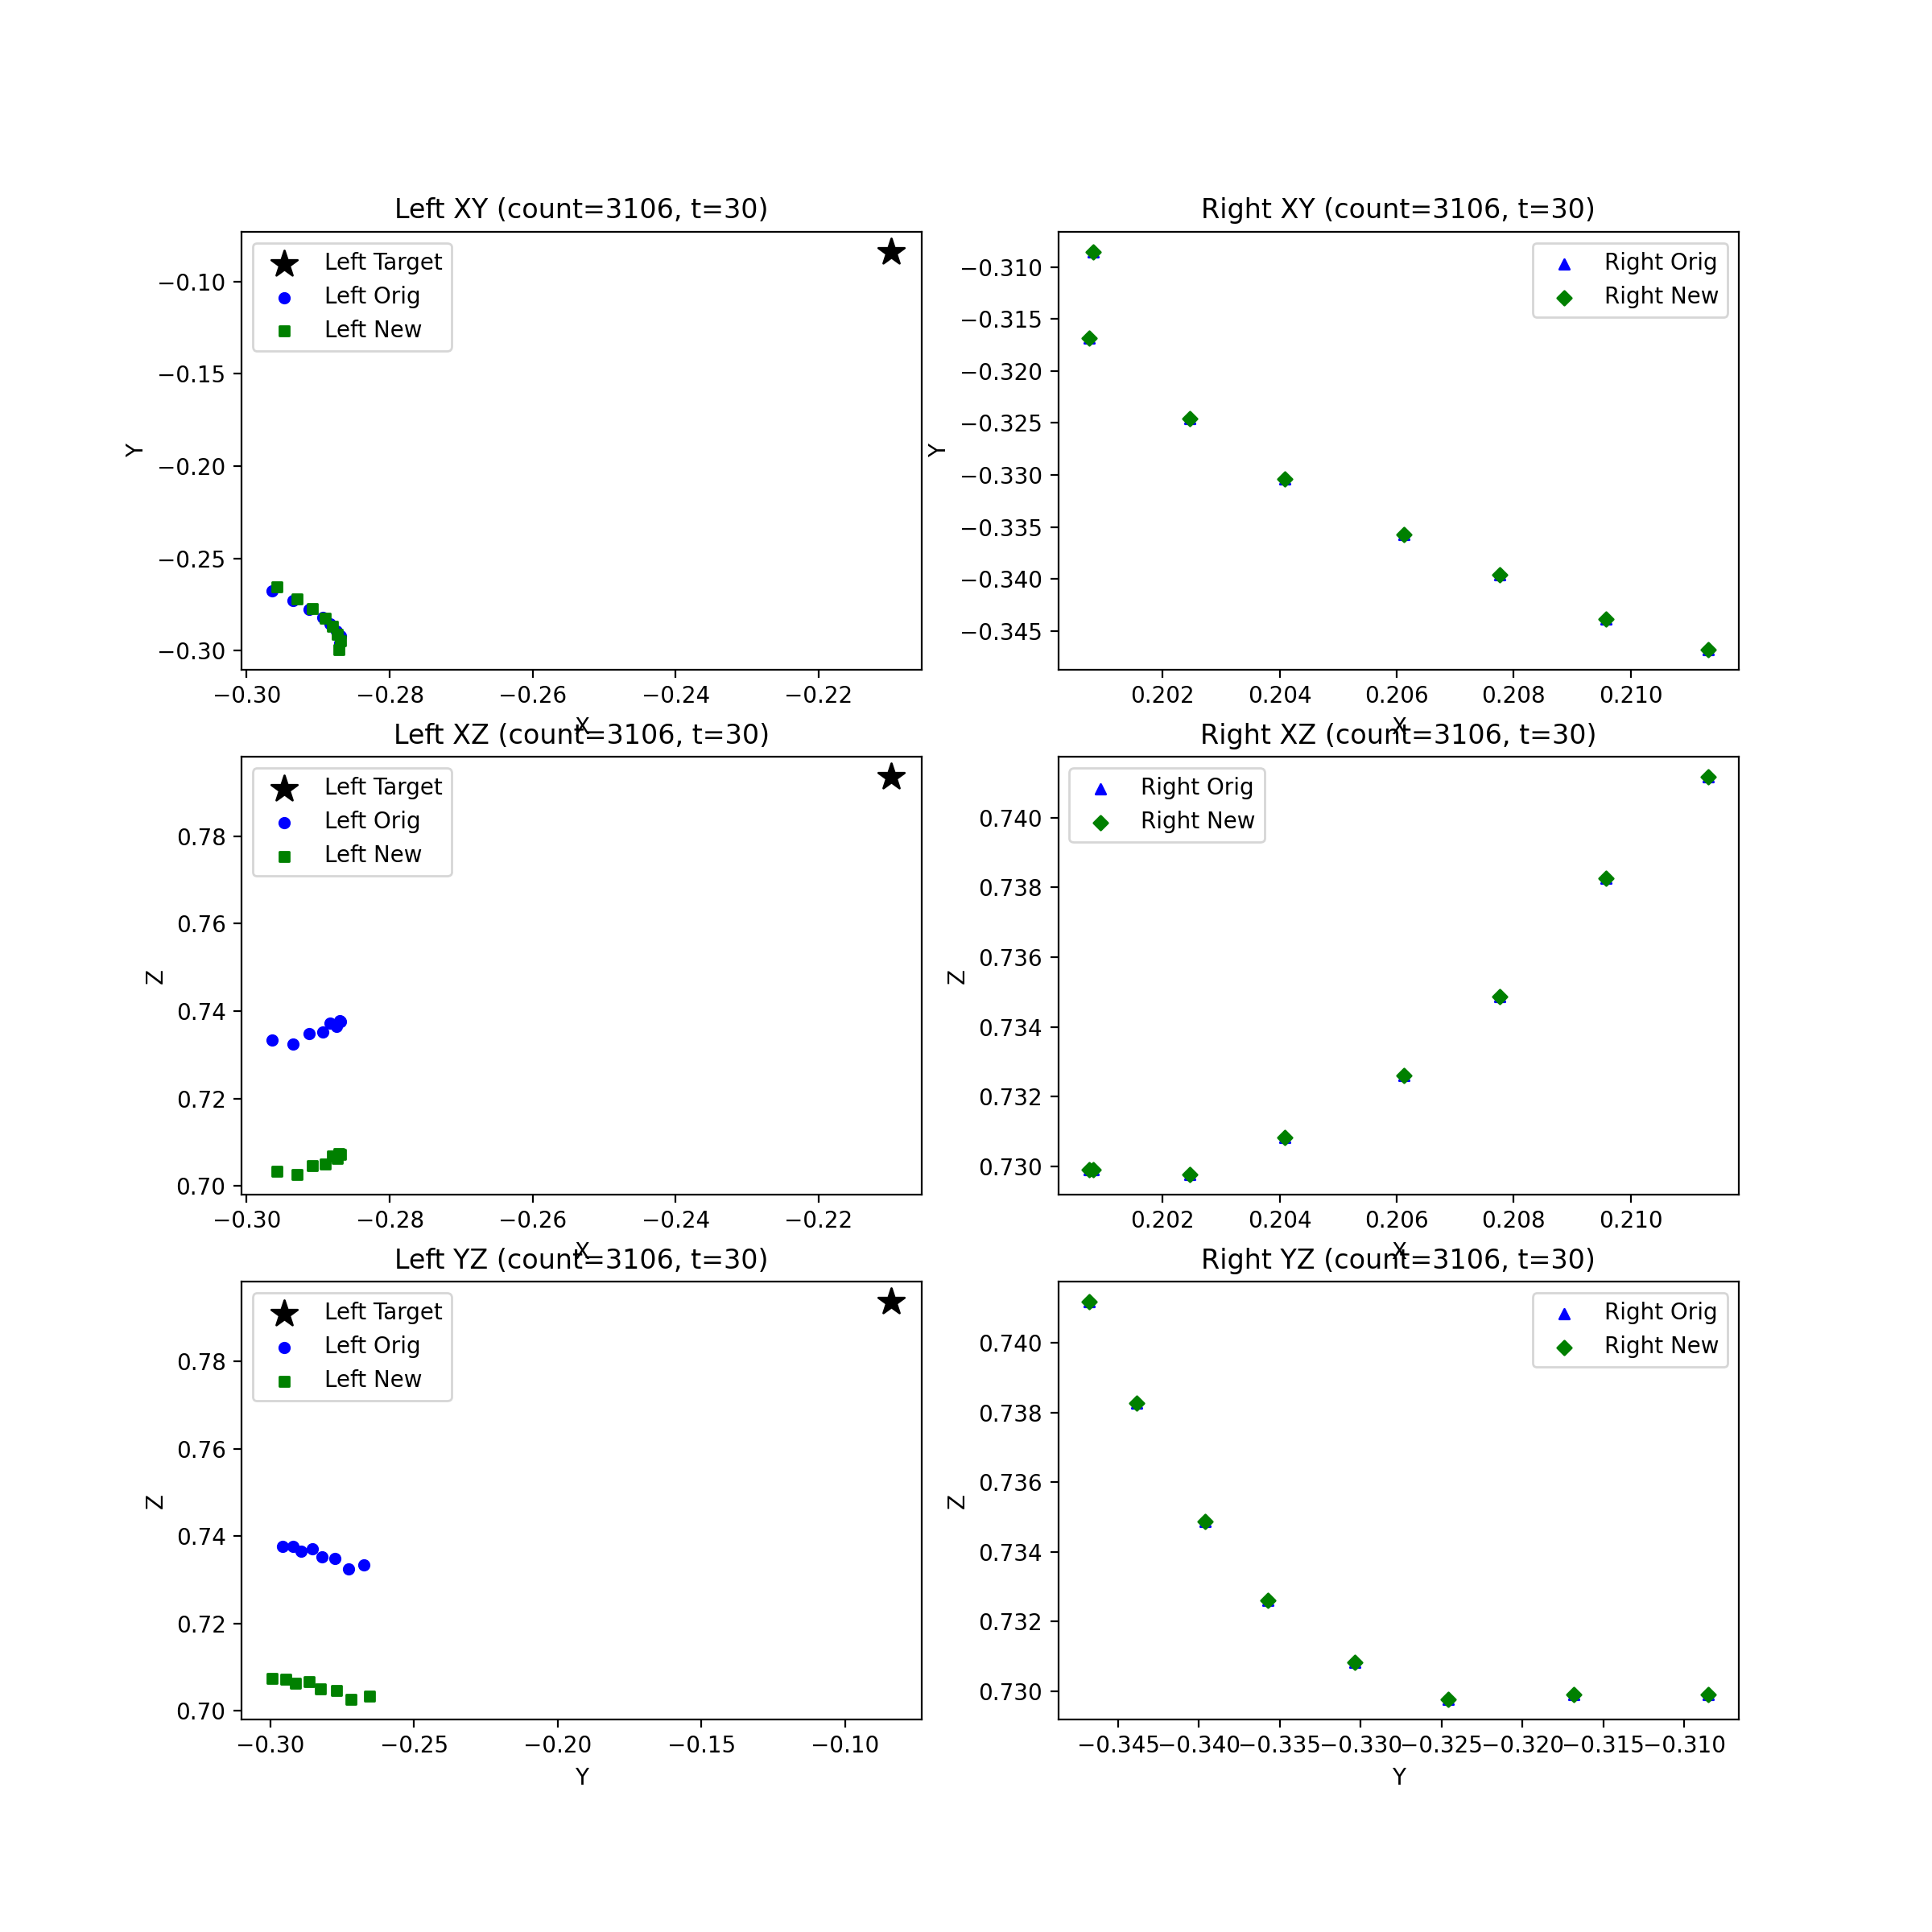 Left XY (count=3106, t=30)
Left Target
Left Orig
Left New
−0.10
−0.15
−0.20
−0.25
−0.30
Y
−0.30 −0.28 −0.26 −0.24 −0.22
X
Right XY (count=3106, t=30)
Right Orig
Right New
−0.310
−0.315
−0.320
−0.325
−0.330
−0.335
−0.340
−0.345
Y
0.202 0.204 0.206 0.208 0.210
X
Left XZ (count=3106, t=30)
Left Target
Left Orig
Left New
0.78
0.76
0.74
0.72
0.70
Z
−0.30 −0.28 −0.26 −0.24 −0.22
X
Right XZ (count=3106, t=30)
Right Orig
Right New
0.740
0.738
0.736
0.734
0.732
0.730
Z
0.202 0.204 0.206 0.208 0.210
X
Left YZ (count=3106, t=30)
Left Target
Left Orig
Left New
0.78
0.76
0.74
0.72
0.70
Z
−0.30 −0.25 −0.20 −0.15 −0.10
Y
Right YZ (count=3106, t=30)
Right Orig
Right New
0.740
0.738
0.736
0.734
0.732
0.730
Z
−0.345 −0.340 −0.335 −0.330 −0.325 −0.320 −0.315 −0.310
Y